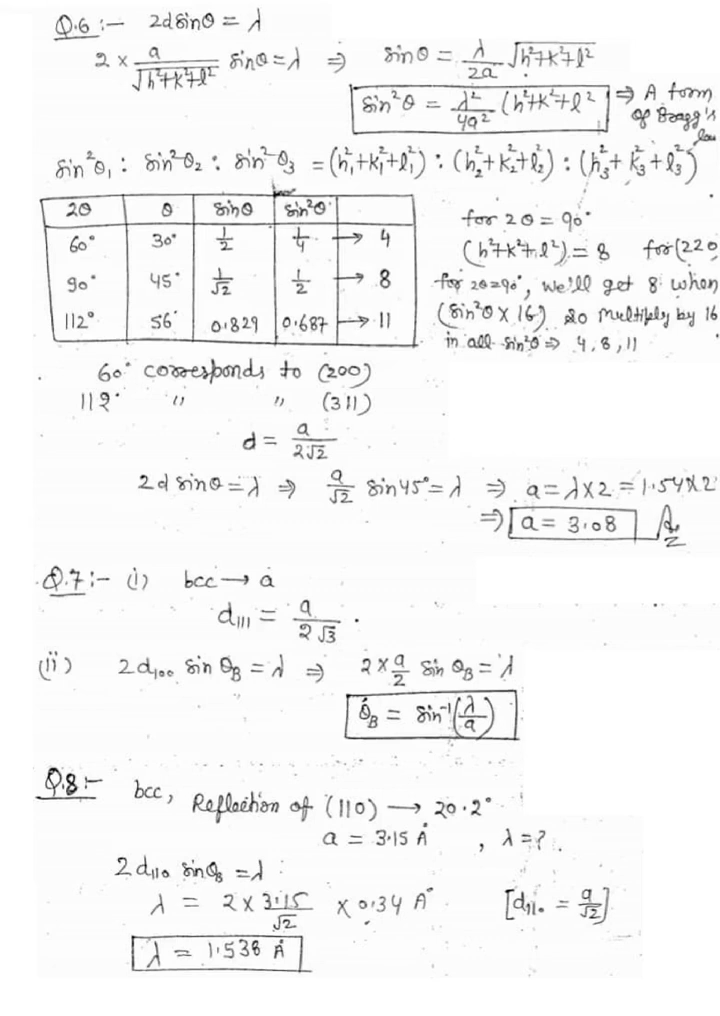 Q.6 :- 2d sinθ = λ
2 × a/√(h²+k²+l²) sinθ = λ ⇒ sinθ = λ/2a √(h²+k²+l²)
sin²θ = λ²/4a² (h²+k²+l² ⇒ A form of Bragg's law
sin²θ₁ : sin²θ₂ : sin²θ₃ = (h₁²+k₁²+l₁²) : (h₂²+k₂²+l₂²) : (h₃²+k₃²+l₃²)
2θ θ sinθ sin²θ
60° 30° 1/2 1/4 → 4
90° 45° 1/√2 1/2 → 8
112° 56° 0.829 0.687 → 11
for 2θ = 90°
(h²+k²+l²) = 8 for (220
for 2θ=90°, we'll get 8 when
(sin²θ × 16) so multiply by 16
in all sin²θ ⇒ 4, 8, 11
60° corresponds to (200)
112° " " (311)
d = a/2√2
2d sinθ = λ ⇒ a/√2 sin45° = λ ⇒ a = λ×2 = 1.54×2
⇒ a = 3.08
Q.7 :- (i) bcc → a
d₁₁₁ = a/2√3 .
(ii) 2d₁₀₀ sin θ_B = λ ⇒ 2 × a/2 sin θ_B = λ
θ_B = sin⁻¹(λ/a)
Q.8 :- bcc, Reflection of (110) → 20.2°
a = 3.15 Å , λ = ?.
2d₁₁₀ sinθ_B = λ
λ = 2 × 3.15/√2 × 0.34 Å [d₁₁₀ = a/√2]
λ = 1.538 Å